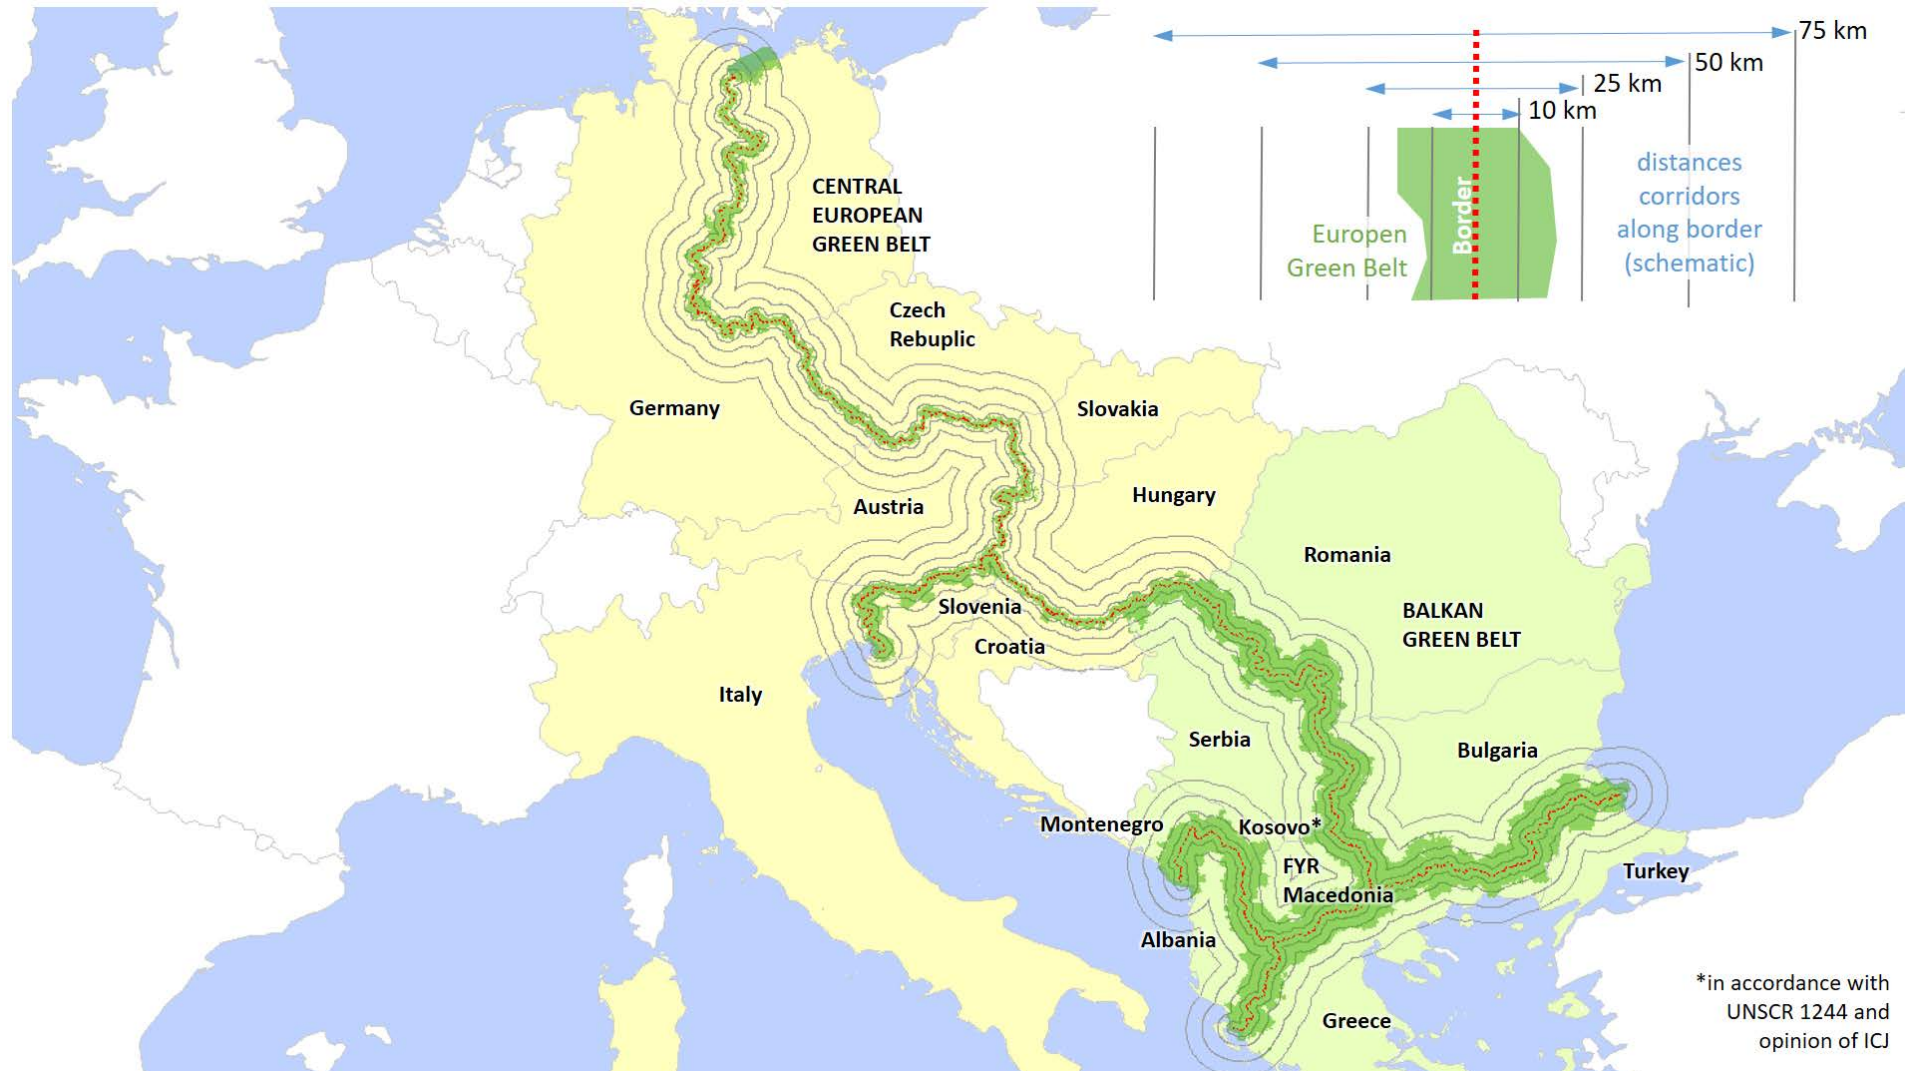 75 km
50 km
25 km
10 km
distances
corridors
along border
(schematic)
Border
Europen
Green Belt
CENTRAL
EUROPEAN
GREEN BELT
Czech
Rebuplic
Germany
Slovakia
Austria
Hungary
Romania
Slovenia
Croatia
BALKAN
GREEN BELT
Italy
Serbia
Bulgaria
Montenegro
Kosovo*
FYR
Macedonia
Turkey
Albania
Greece
*in accordance with
UNSCR 1244 and
opinion of ICJ